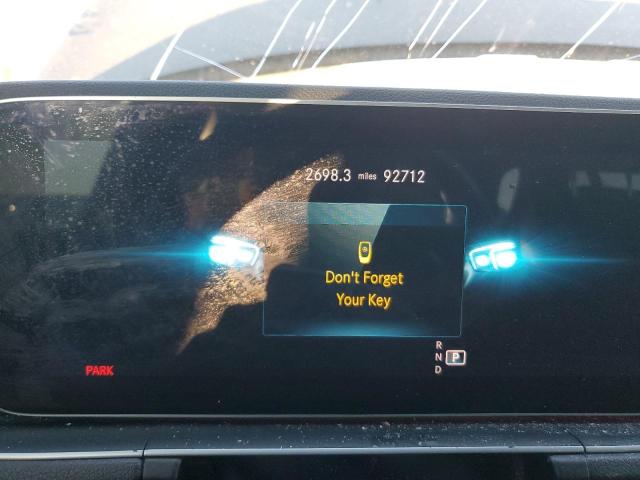 2698.3 miles 92712
Don't Forget
Your Key
R
N P
D
PARK